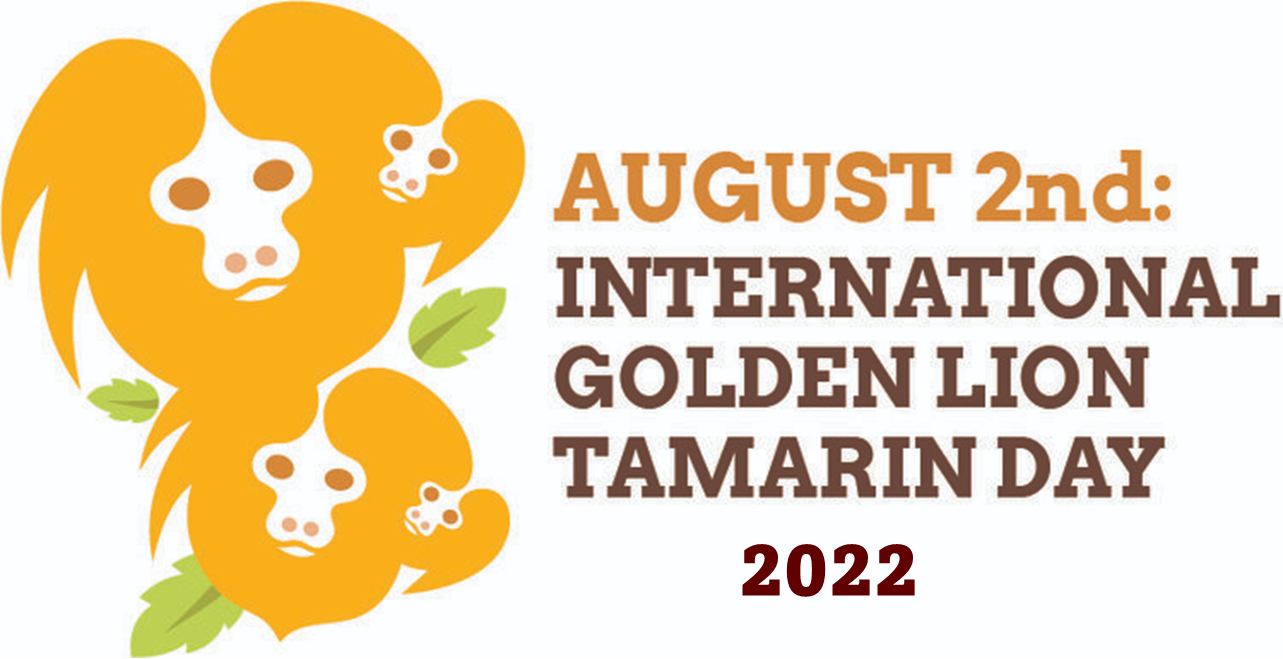 AUGUST 2nd:
INTERNATIONAL
GOLDEN LION
TAMARIN DAY
2022